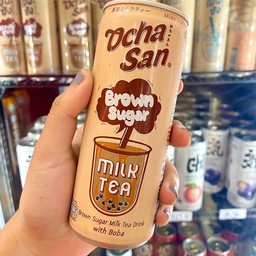 Ocha
San
Brown
Sugar
MILK
TEA
Brown Sugar Milk Tea Drink
with Boba